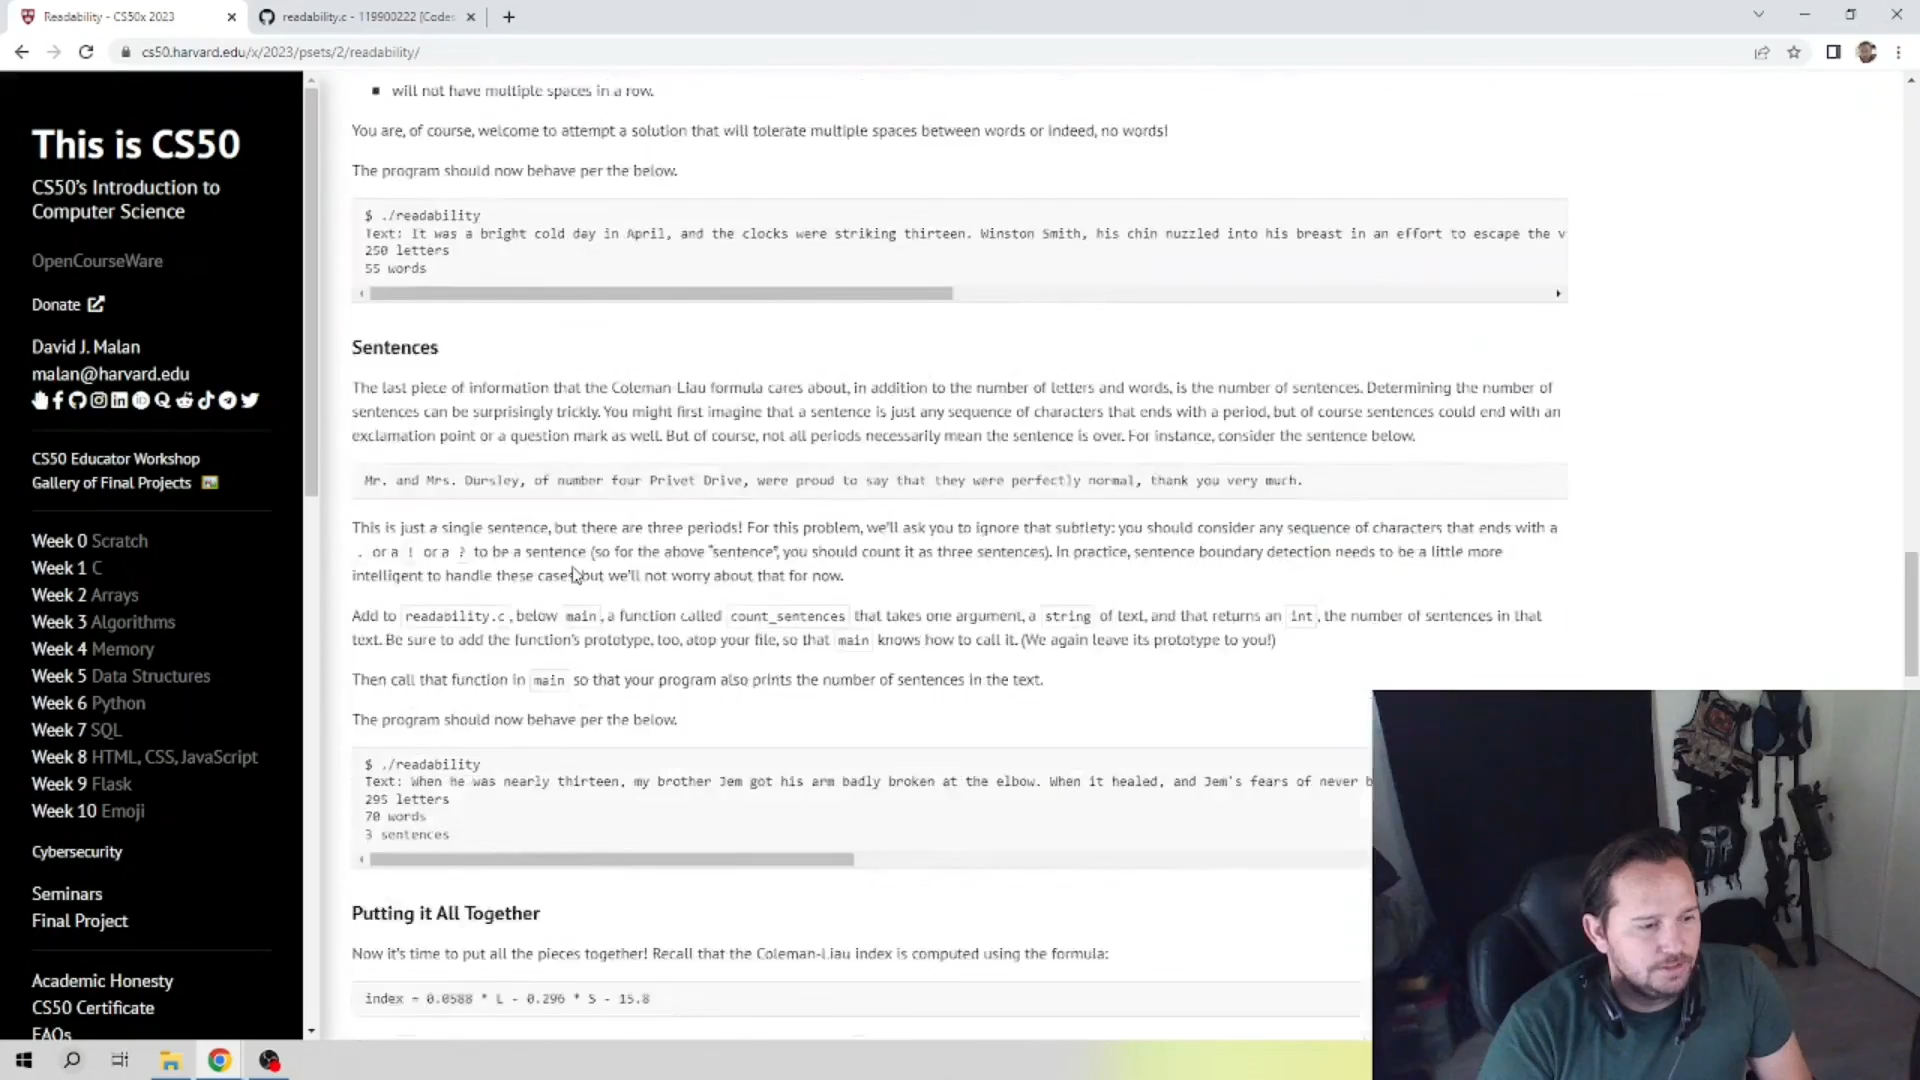 Readability - CS50x 2023
readability.c - 119900222 [Codes
cs50.harvard.edu/x/2023/psets/2/readability/
This is CS50
CS50's Introduction to
Computer Science
OpenCourseWare
Donate
David J. Malan
malan@harvard.edu
CS50 Educator Workshop
Gallery of Final Projects
Week 0 Scratch
Week 1 C
Week 2 Arrays
Week 3 Algorithms
Week 4 Memory
Week 5 Data Structures
Week 6 Python
Week 7 SQL
Week 8 HTML, CSS, JavaScript
Week 9 Flask
Week 10 Emoji
Cybersecurity
Seminars
Final Project
Academic Honesty
CS50 Certificate
FAQs
will not have multiple spaces in a row.
You are, of course, welcome to attempt a solution that will tolerate multiple spaces between words or indeed, no words!
The program should now behave per the below.
$ ./readability
Text: It was a bright cold day in April, and the clocks were striking thirteen. Winston Smith, his chin nuzzled into his breast in an effort to escape the v
250 letters
55 words
Sentences
The last piece of information that the Coleman-Liau formula cares about, in addition to the number of letters and words, is the number of sentences. Determining the number of
sentences can be surprisingly trickly. You might first imagine that a sentence is just any sequence of characters that ends with a period, but of course sentences could end with an
exclamation point or a question mark as well. But of course, not all periods necessarily mean the sentence is over. For instance, consider the sentence below.
Mr. and Mrs. Dursley, of number four Privet Drive, were proud to say that they were perfectly normal, thank you very much.
This is just a single sentence, but there are three periods! For this problem, we'll ask you to ignore that subtlety: you should consider any sequence of characters that ends with a
. or a ! or a ? to be a sentence (so for the above "sentence", you should count it as three sentences). In practice, sentence boundary detection needs to be a little more
intelligent to handle these cases, but we'll not worry about that for now.
Add to readability.c, below main, a function called count_sentences that takes one argument, a string of text, and that returns an int, the number of sentences in that
text. Be sure to add the function's prototype, too, atop your file, so that main knows how to call it. (We again leave its prototype to you!)
Then call that function in main so that your program also prints the number of sentences in the text.
The program should now behave per the below.
$ ./readability
Text: When he was nearly thirteen, my brother Jem got his arm badly broken at the elbow. When it healed, and Jem's fears of never b
295 letters
70 words
3 sentences
Putting it All Together
Now it's time to put all the pieces together! Recall that the Coleman-Liau index is computed using the formula:
index = 0.0588 * L - 0.296 * S - 15.8